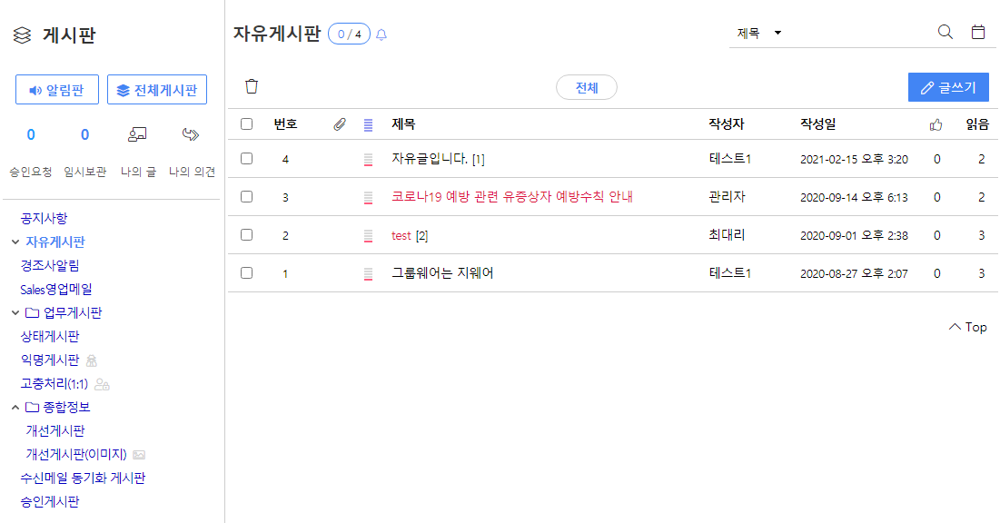 게시판
알림판 전체게시판
0 0
승인요청 임시보관 나의 글 나의 의견
공지사항
자유게시판
경조사알림
Sales영업메일
업무게시판
상태게시판
익명게시판
고충처리(1:1)
종합정보
개선게시판
개선게시판(이미지)
수신메일 동기화 게시판
승인게시판
자유게시판 0 / 4
제목
전체
글쓰기
번호 제목 작성자 작성일 읽음
4 자유글입니다. [1] 테스트1 2021-02-15 오후 3:20 0 2
3 코로나19 예방 관련 유증상자 예방수칙 안내 관리자 2020-09-14 오후 6:13 0 2
2 test [2] 최대리 2020-09-01 오후 2:38 0 3
1 그룹웨어는 지웨어 테스트1 2020-08-27 오후 2:07 0 3
Top